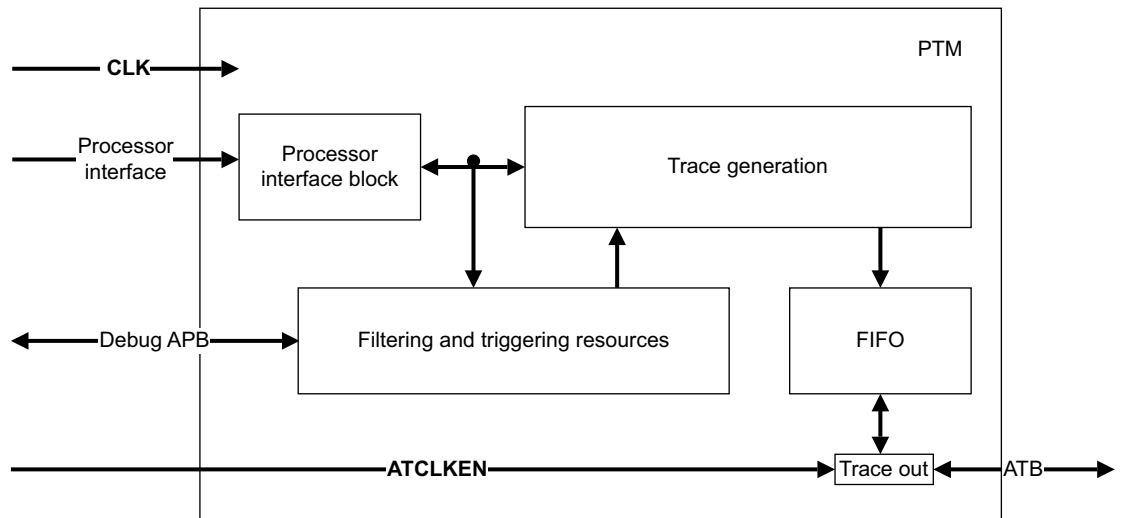 PTM
CLK
Processor
interface
Processor
interface block
Trace generation
Debug APB
Filtering and triggering resources
FIFO
ATCLKEN
Trace out
ATB